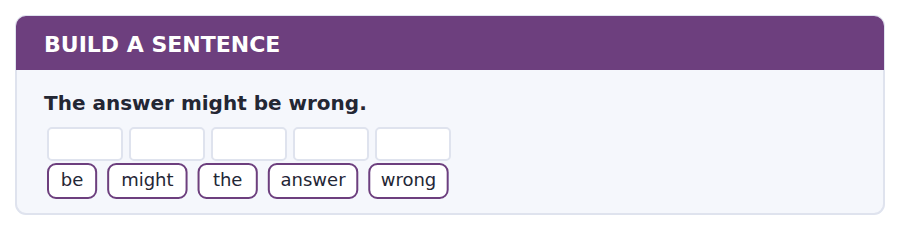 BUILD A SENTENCE
The answer might be wrong.
be might the answer wrong